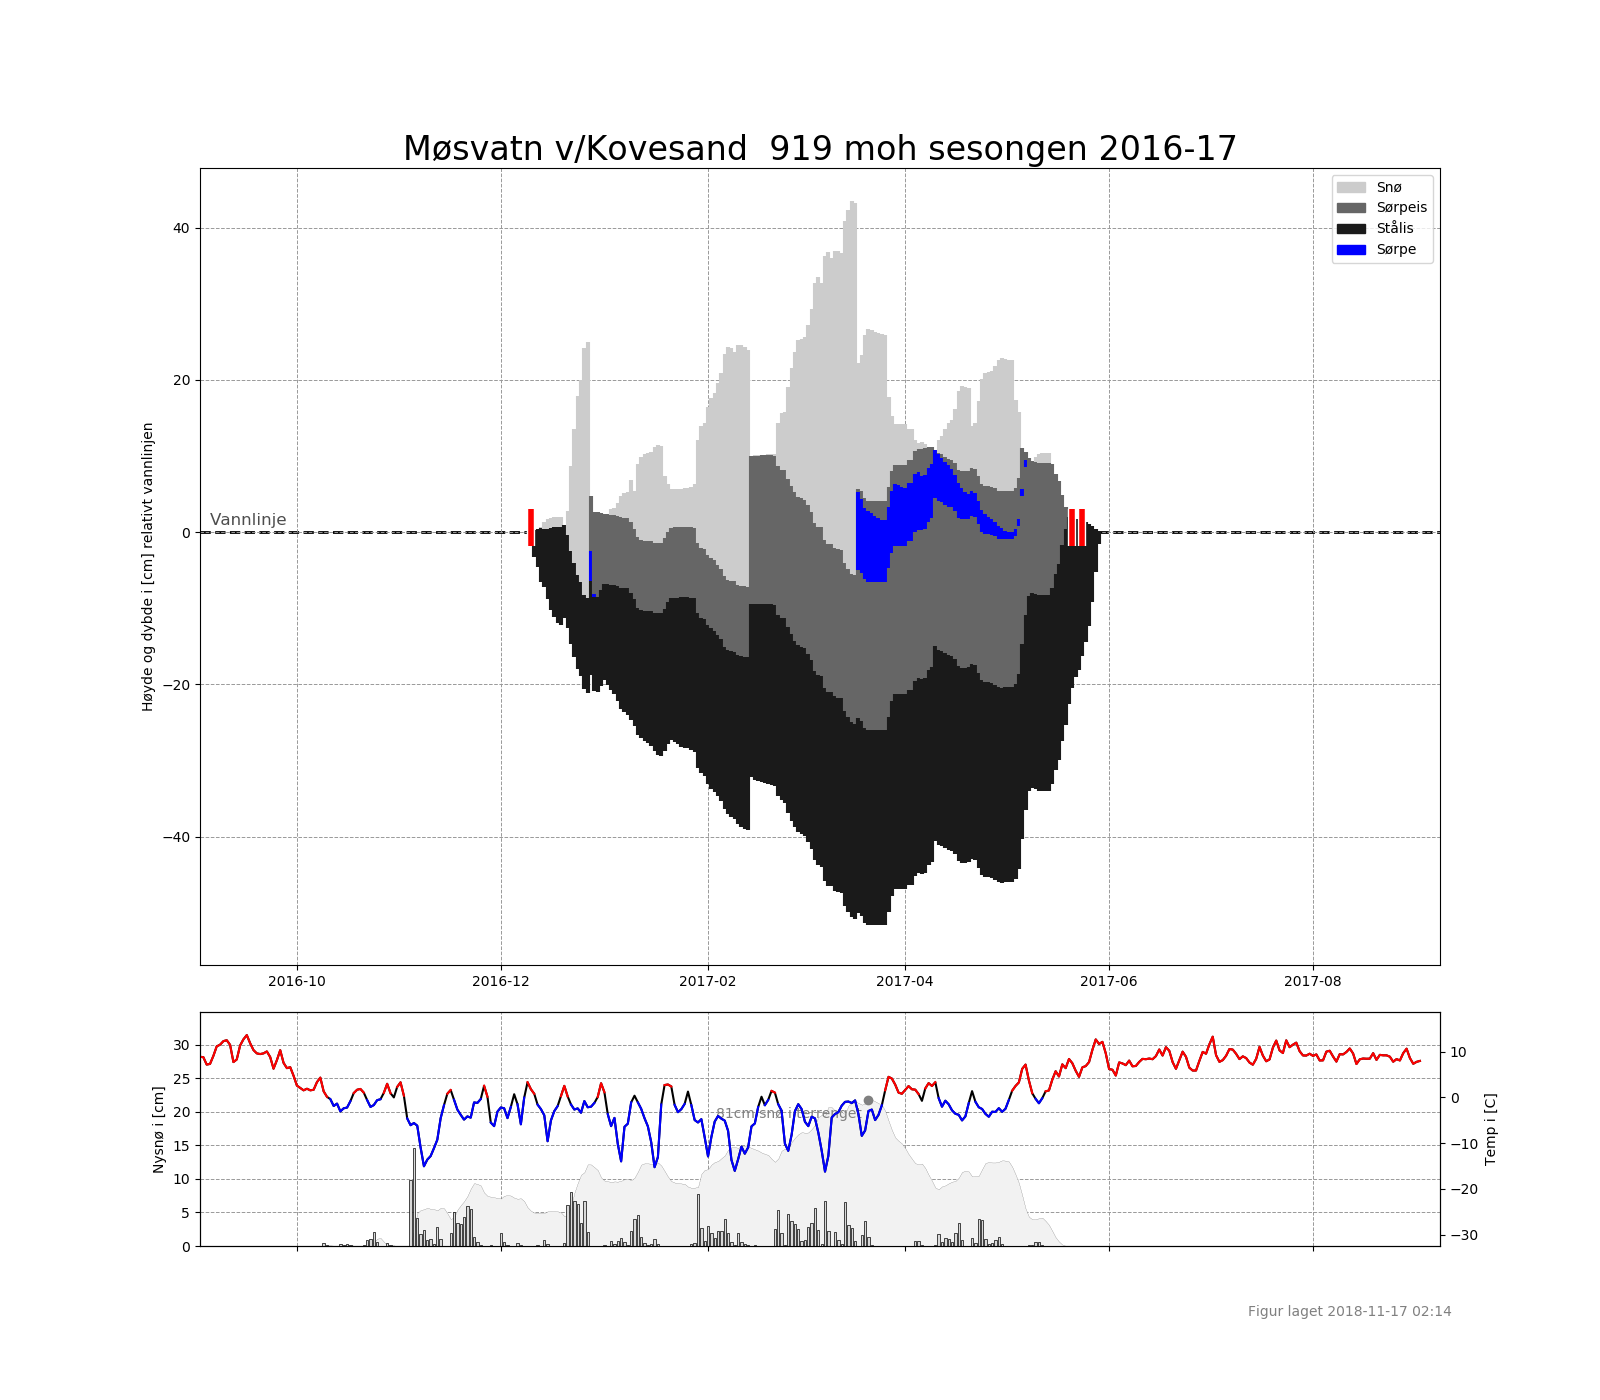 Møsvatn v/Kovesand  919 moh sesongen 2016-17
Snø
Sørpeis
Stålis
Sørpe
Høyde og dybde i [cm] relativt vannlinjen
40
20
0
−20
−40
Vannlinje
2016-10
2016-12
2017-02
2017-04
2017-06
2017-08
Nysnø i [cm]
30
25
20
15
10
5
0
81cm snø i terrenget
10
0
−10
−20
−30
Temp i [C]
Figur laget 2018-11-17 02:14